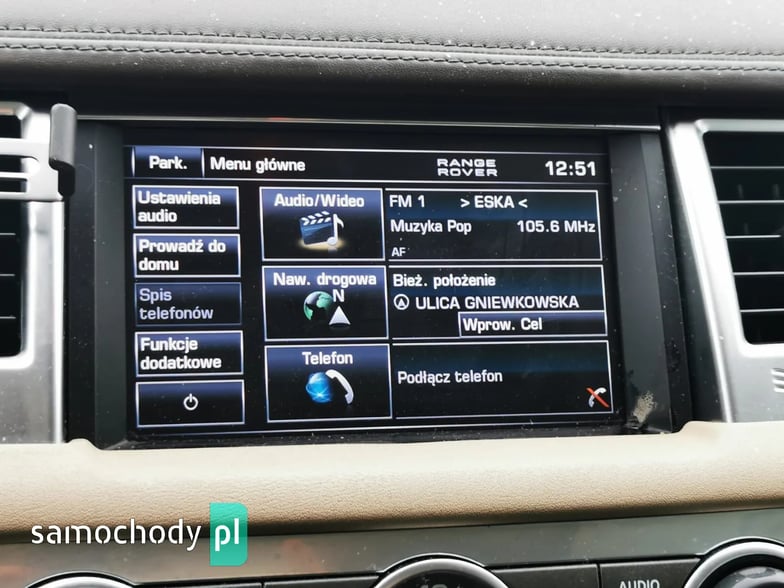 Park.
Menu główne
RANGE
ROVER
12:51
Ustawienia
audio
Audio/Wideo
FM 1 > ESKA <
Muzyka Pop 105.6 MHz
AF
Prowadź do
domu
Naw. drogowa
N
Bież. położenie
ULICA GNIEWKOWSKA
Wprow. Cel
Spis
telefonów
Funkcje
dodatkowe
Telefon
Podłącz telefon
samochody pl
AUDIO